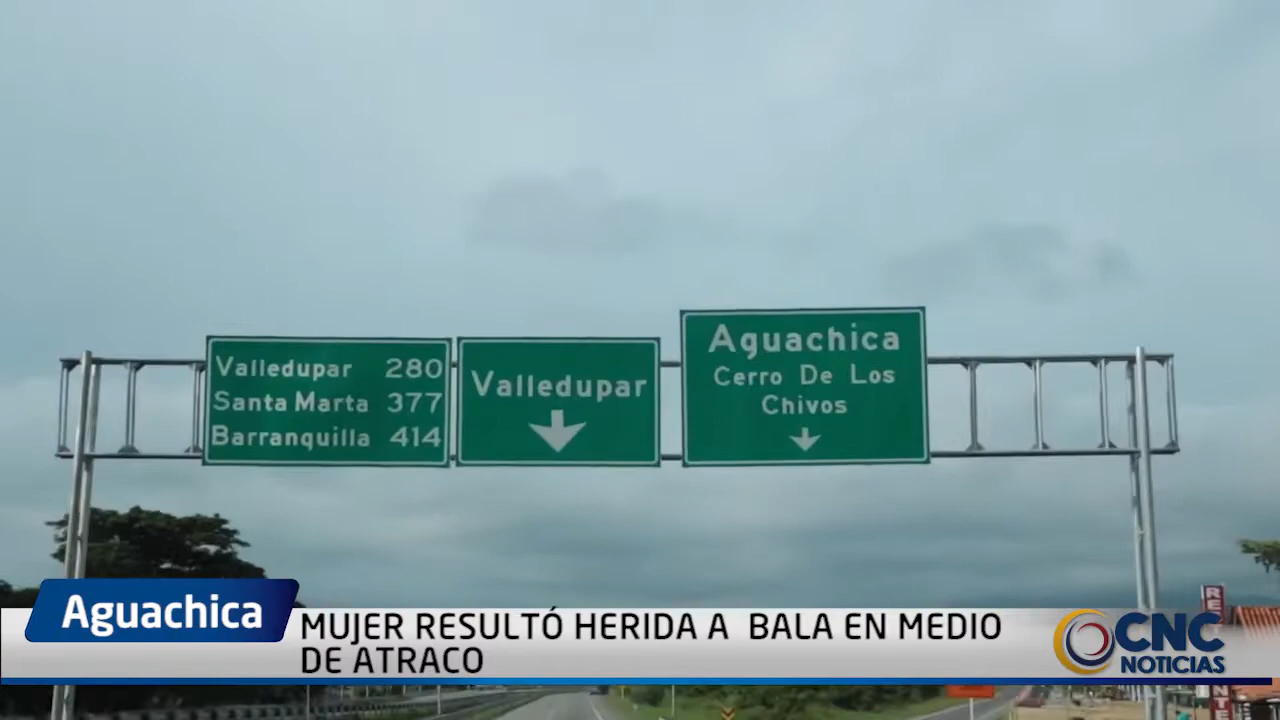 Valledupar 280
Santa Marta 377
Barranquilla 414
Valledupar
Aguachica
Cerro De Los
Chivos
Aguachica
MUJER RESULTÓ HERIDA A BALA EN MEDIO
DE ATRACO
CNC
NOTICIAS